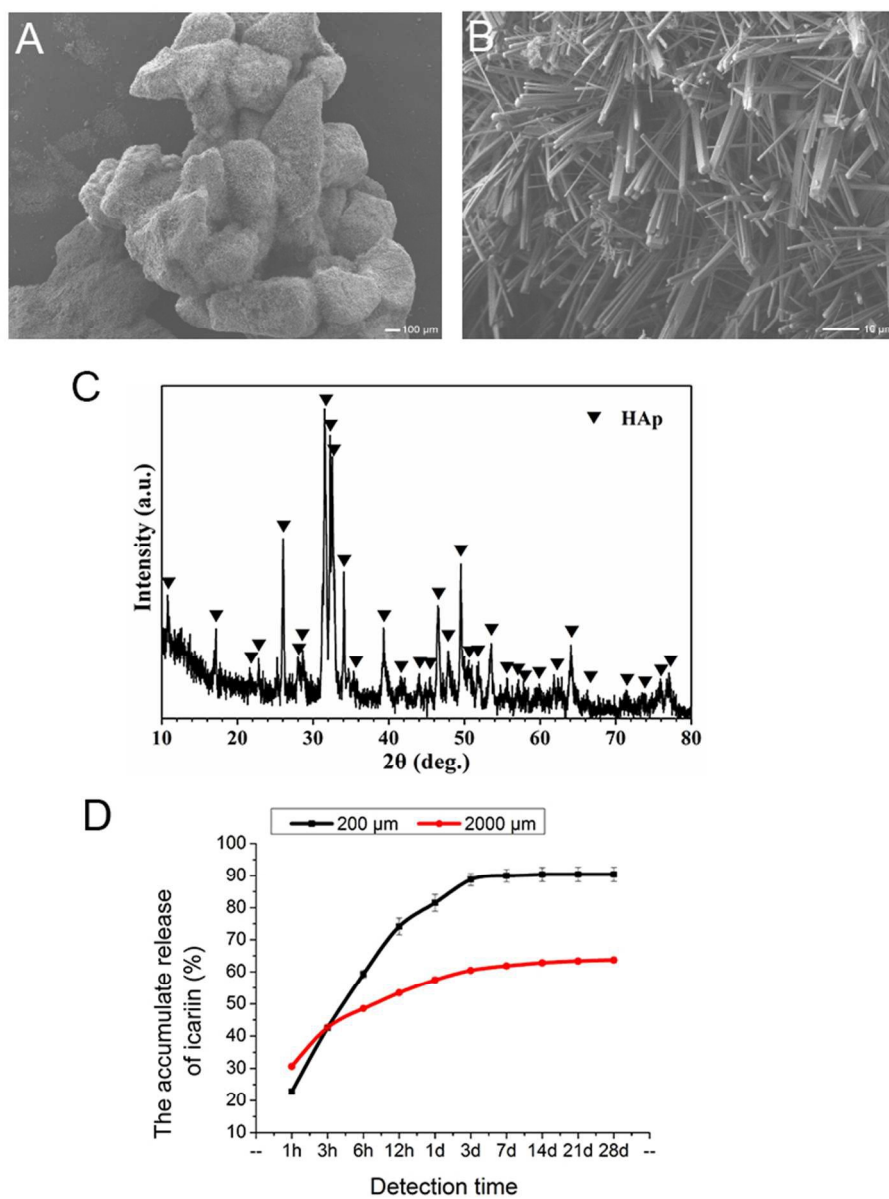 A
B
100 µm
10 µm
C
HAp
Intensity (a.u.)
10 20 30 40 50 60 70 80
2θ (deg.)
D
200 µm 2000 µm
The accumulate release
of icariin (%)
100
90
80
70
60
50
40
30
20
10
-- 1h 3h 6h 12h 1d 3d 7d 14d 21d 28d --
Detection time